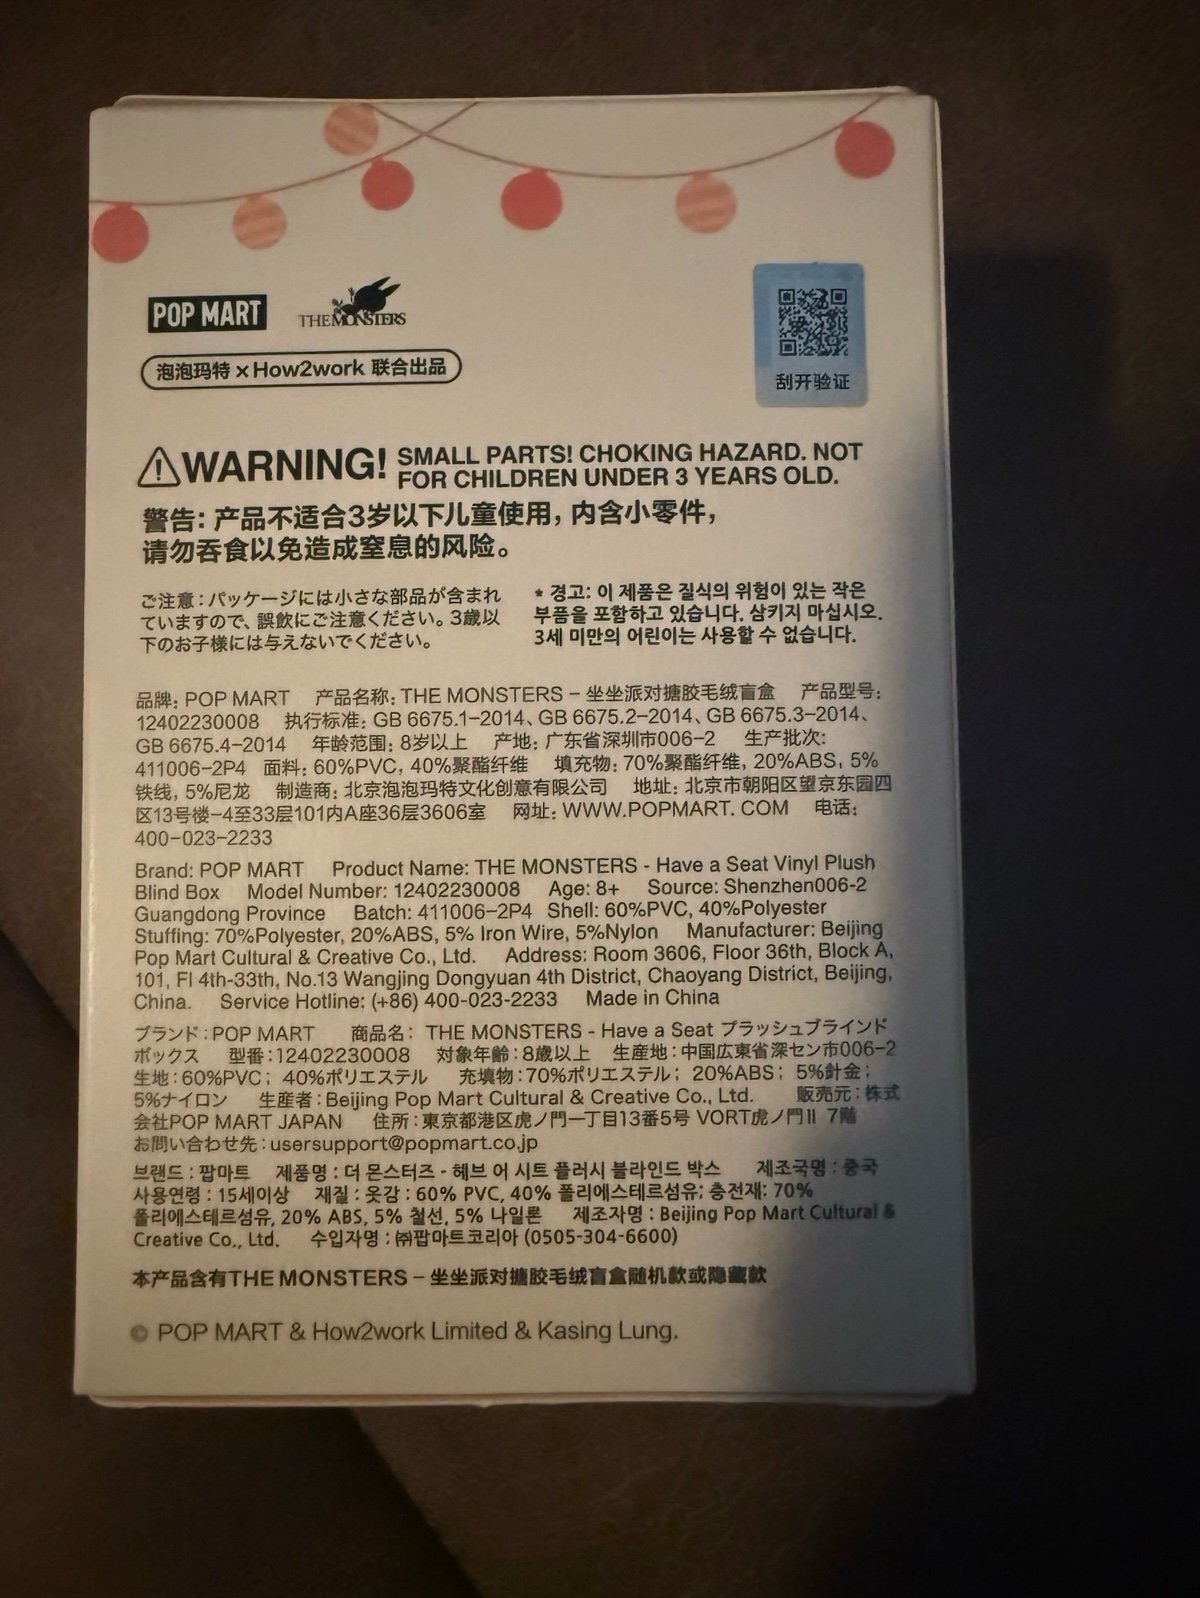 POP MART
THE MONSTERS
泡泡玛特 × How2work 联合出品
刮开验证
WARNING! SMALL PARTS! CHOKING HAZARD. NOT
FOR CHILDREN UNDER 3 YEARS OLD.
警告: 产品不适合3岁以下儿童使用, 内含小零件,
请勿吞食以免造成窒息的风险。
ご注意：パッケージには小さな部品が含まれ
ていますので、誤飲にご注意ください。3歳以
下のお子様には与えないでください。
* 경고: 이 제품은 질식의 위험이 있는 작은
부품을 포함하고 있습니다. 삼키지 마십시오.
3세 미만의 어린이는 사용할 수 없습니다.
品牌: POP MART 产品名称: THE MONSTERS – 坐坐派对搪胶毛绒盲盒 产品型号:
12402230008 执行标准: GB 6675.1–2014、GB 6675.2–2014、GB 6675.3–2014、
GB 6675.4–2014 年龄范围: 8岁以上 产地: 广东省深圳市006–2 生产批次:
411006–2P4 面料: 60%PVC, 40%聚酯纤维 填充物: 70%聚酯纤维, 20%ABS, 5%
铁线, 5%尼龙 制造商: 北京泡泡玛特文化创意有限公司 地址: 北京市朝阳区望京东园四
区13号楼–4至33层101内A座36层3606室 网址: WWW.POPMART. COM 电话:
400–023–2233
Brand: POP MART Product Name: THE MONSTERS - Have a Seat Vinyl Plush
Blind Box Model Number: 12402230008 Age: 8+ Source: Shenzhen006-2
Guangdong Province Batch: 411006–2P4 Shell: 60%PVC, 40%Polyester
Stuffing: 70%Polyester, 20%ABS, 5% Iron Wire, 5%Nylon Manufacturer: Beijing
Pop Mart Cultural & Creative Co., Ltd. Address: Room 3606, Floor 36th, Block A,
101, Fl 4th-33th, No.13 Wangjing Dongyuan 4th District, Chaoyang District, Beijing,
China. Service Hotline: (+86) 400-023-2233 Made in China
ブランド：POP MART 商品名： THE MONSTERS - Have a Seat プラッシュブラインド
ボックス 型番：12402230008 対象年齢：8歳以上 生産地：中国広東省深セン市006–2
生地：60%PVC； 40%ポリエステル 充填物：70%ポリエステル； 20%ABS； 5%針金；
5%ナイロン 生産者：Beijing Pop Mart Cultural & Creative Co., Ltd. 販売元：株式
会社POP MART JAPAN 住所：東京都港区虎ノ門一丁目13番5号 VORT虎ノ門Ⅱ 7階
お問い合わせ先：usersupport@popmart.co.jp
브랜드 : 팝마트 제품명 : 더 몬스터즈 - 헤브 어 시트 플러시 블라인드 박스 제조국명 : 중국
사용연령 : 15세이상 재질 : 옷감 : 60% PVC, 40% 폴리에스테르섬유; 충전재: 70%
폴리에스테르섬유, 20% ABS, 5% 철선, 5% 나일론 제조자명 : Beijing Pop Mart Cultural &
Creative Co., Ltd. 수입자명 : ㈜팝마트코리아 (0505-304-6600)
本产品含有THE MONSTERS – 坐坐派对搪胶毛绒盲盒随机款或隐藏款
© POP MART & How2work Limited & Kasing Lung.